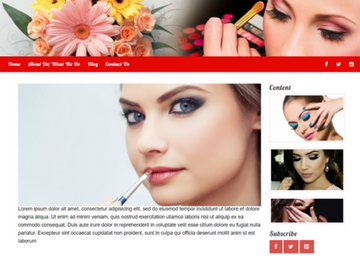 Home About Us/ What We Do Blog Contact Us
Content
Lorem ipsum dolor sit amet, consectetur adipisicing elit, sed do eiusmod tempor incididunt ut labore et dolore
magna aliqua. Ut enim ad minim veniam, quis nostrud exercitation ullamco laboris nisi ut aliquip ex ea
commodo consequat. Duis aute irure dolor in reprehenderit in voluptate velit esse cillum dolore eu fugiat nulla
pariatur. Excepteur sint occaecat cupidatat non proident, sunt in culpa qui officia deserunt mollit anim id est
laborum
Subscribe